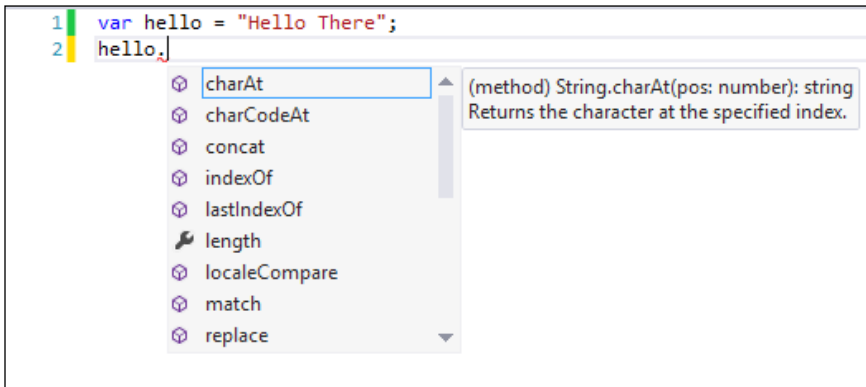 1 var hello = "Hello There";
2 hello.
charAt
(method) String.charAt(pos: number): string
Returns the character at the specified index.
charCodeAt
concat
indexOf
lastIndexOf
length
localeCompare
match
replace